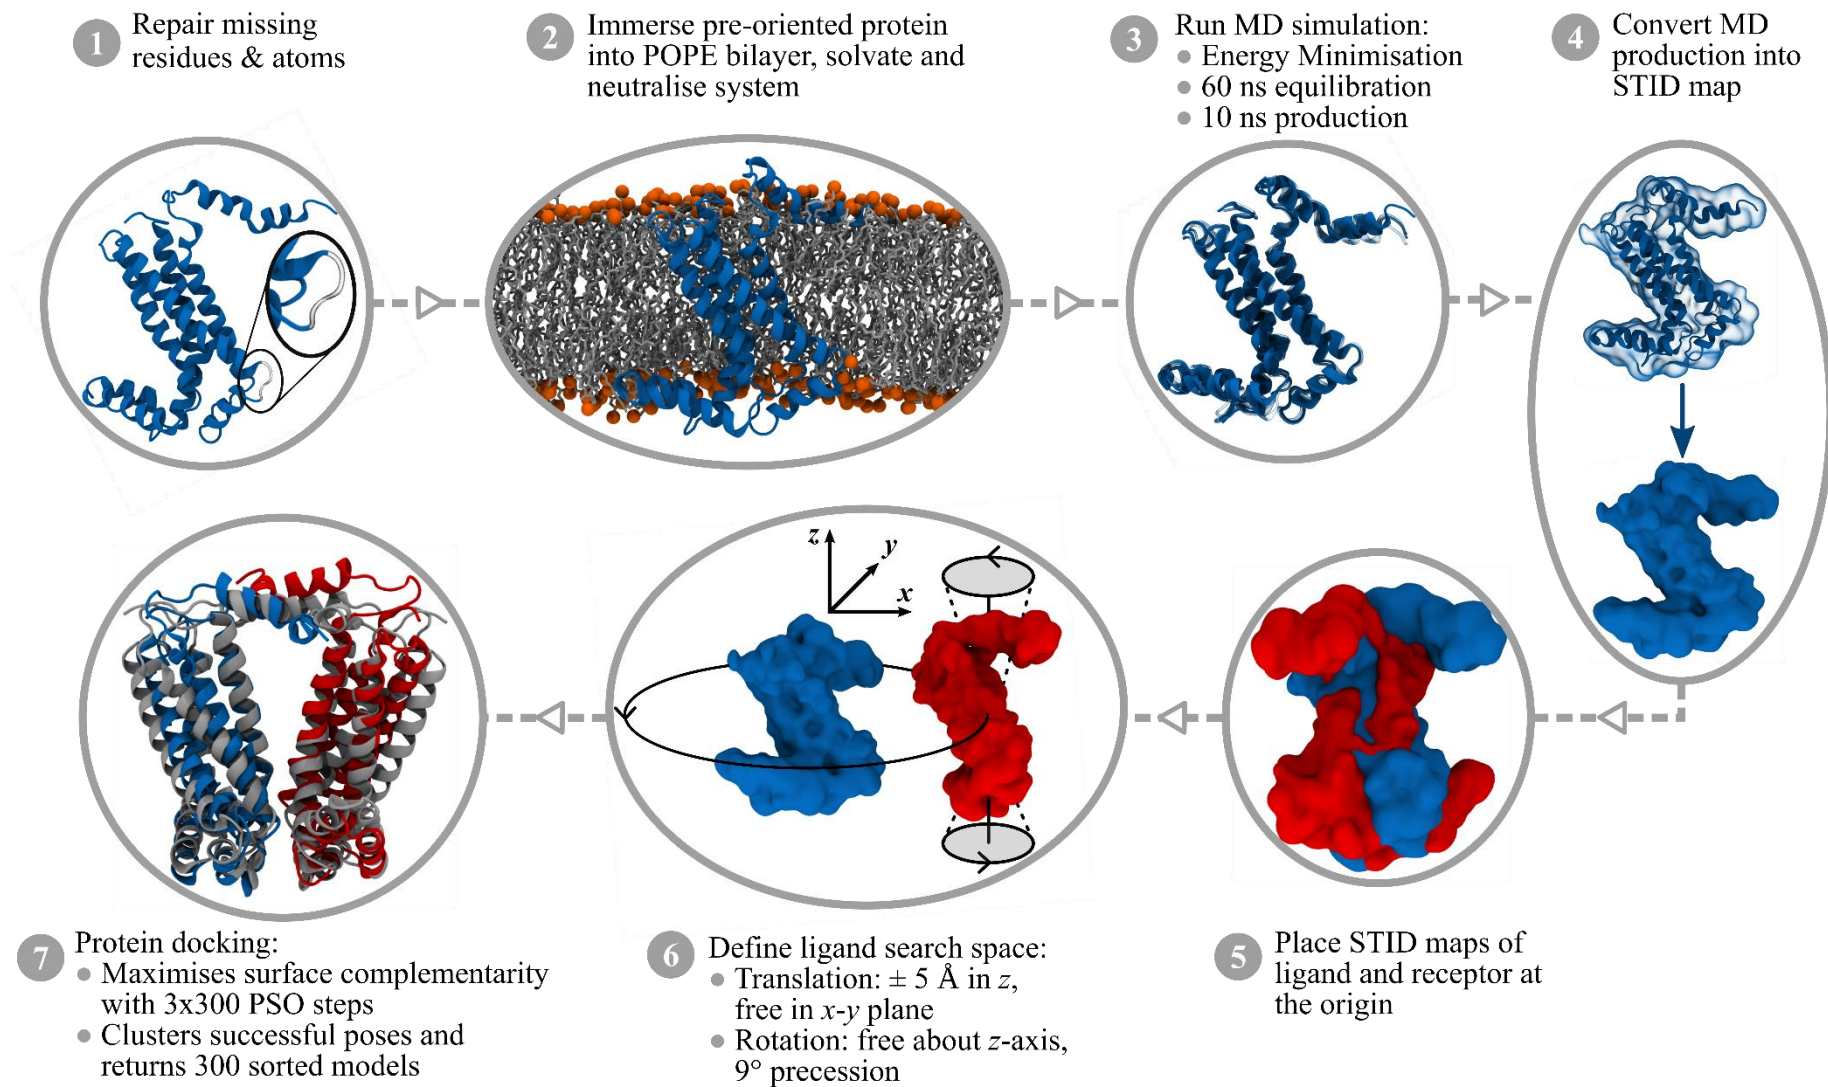 1
Repair missing
residues & atoms
2
Immerse pre-oriented protein
into POPE bilayer, solvate and
neutralise system
3
Run MD simulation:
Energy Minimisation
60 ns equilibration
10 ns production
4
Convert MD
production into
STID map
5
Place STID maps of
ligand and receptor at
the origin
z
y
x
6
Define ligand search space:
Translation: ± 5 Å in z,
free in x-y plane
Rotation: free about z-axis,
9° precession
7
Protein docking:
Maximises surface complementarity
with 3x300 PSO steps
Clusters successful poses and
returns 300 sorted models